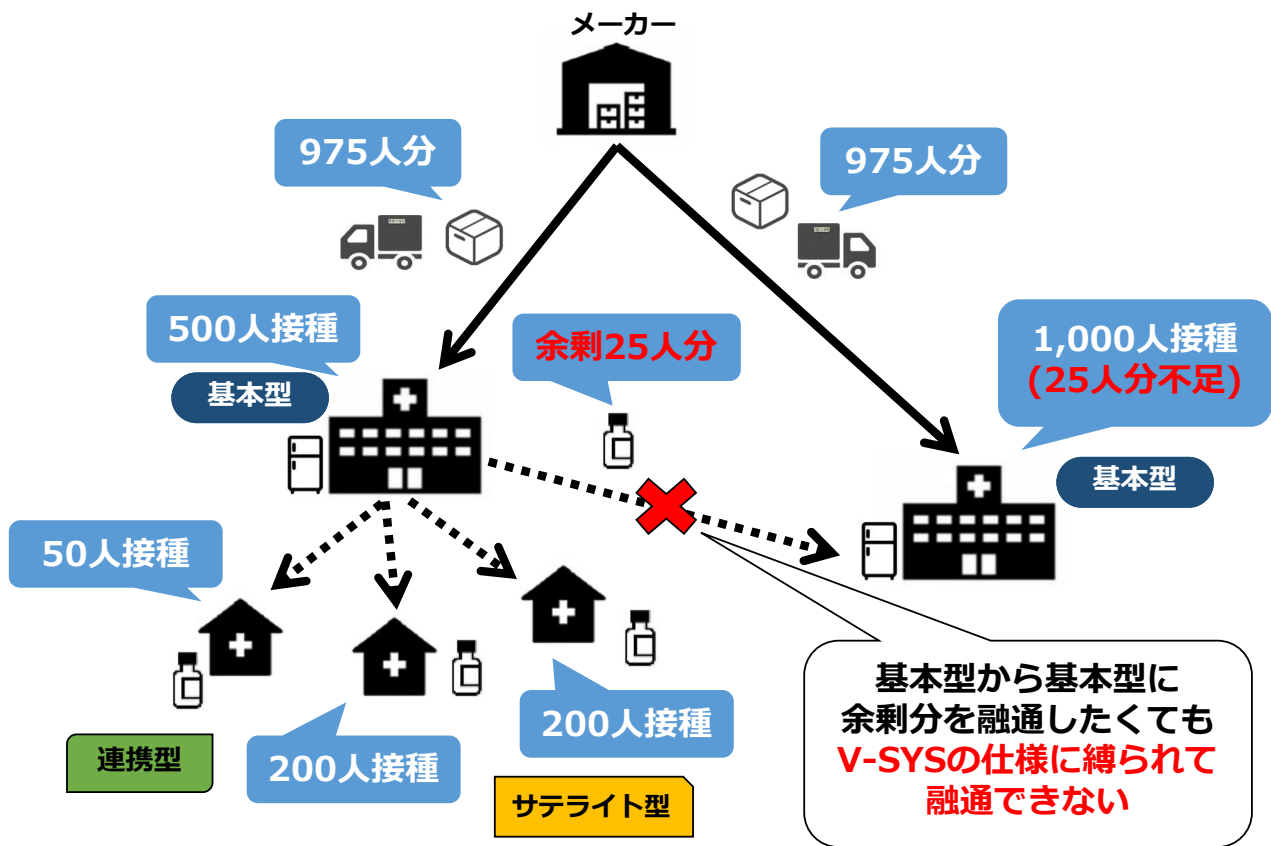 メーカー
975人分
975人分
500人接種
基本型
余剰25人分
1,000人接種
(25人分不足)
基本型
50人接種
連携型
200人接種
200人接種
サテライト型
基本型から基本型に
余剰分を融通したくても
V-SYSの仕様に縛られて
融通できない